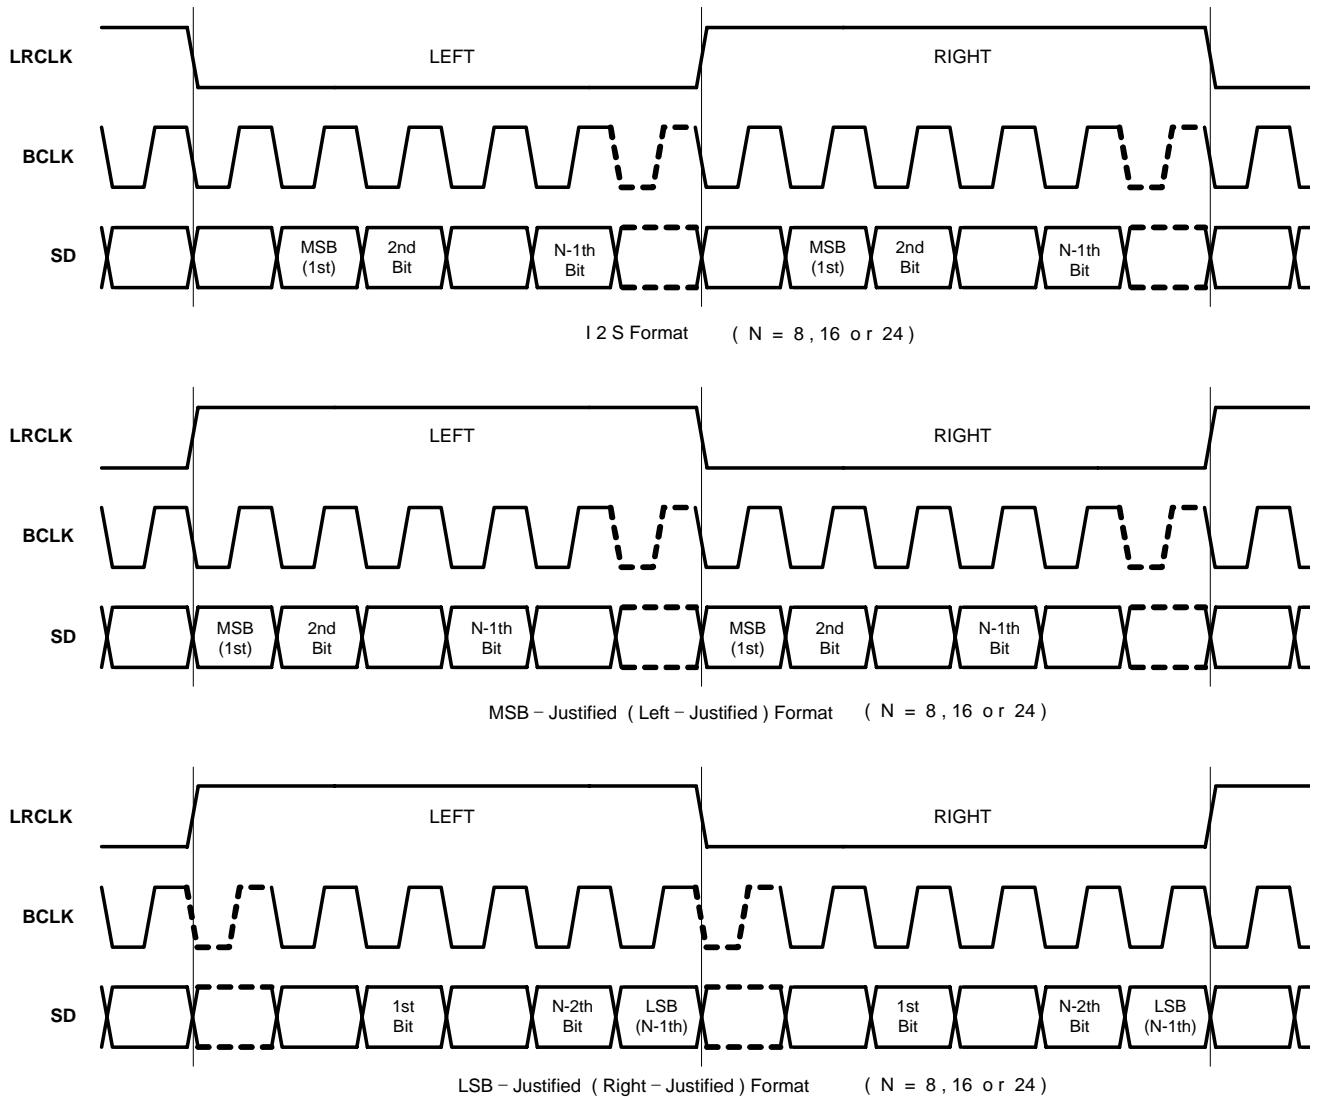 LRCLK LEFT RIGHT
BCLK
SD MSB (1st) 2nd Bit N-1th Bit MSB (1st) 2nd Bit N-1th Bit
I 2 S Format ( N = 8 , 16 o r 24 )
LRCLK LEFT RIGHT
BCLK
SD MSB (1st) 2nd Bit N-1th Bit MSB (1st) 2nd Bit N-1th Bit
MSB – Justified ( Left – Justified ) Format ( N = 8 , 16 o r 24 )
LRCLK LEFT RIGHT
BCLK
SD 1st Bit N-2th Bit LSB (N-1th) 1st Bit N-2th Bit LSB (N-1th)
LSB – Justified ( Right – Justified ) Format ( N = 8 , 16 o r 24 )